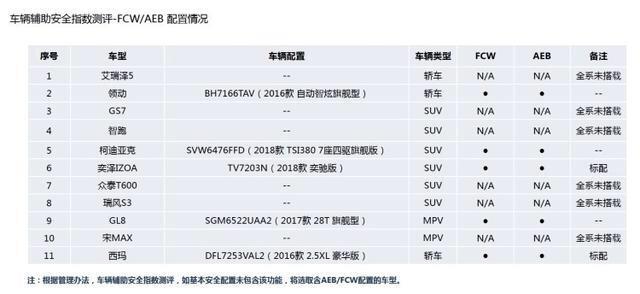 车辆辅助安全指数测评-FCW/AEB 配置情况
序号 车型 车辆配置 车辆类型 FCW AEB 备注
1 艾瑞泽5 -- 轿车 N/A N/A 全系未搭载
2 领动 BH7166TAV（2016款 自动智炫旗舰型） 轿车 ● ● --
3 GS7 -- SUV N/A N/A 全系未搭载
4 智跑 -- SUV N/A N/A 全系未搭载
5 柯迪亚克 SVW6476FFD（2018款 TSI380 7座四驱旗舰版） SUV ● ● --
6 奕泽IZOA TV7203N（2018款 奕驰版） SUV ● ● 标配
7 众泰T600 -- SUV N/A N/A 全系未搭载
8 瑞风S3 -- SUV N/A N/A 全系未搭载
9 GL8 SGM6522UAA2（2017款 28T 旗舰型） MPV ● ● --
10 宋MAX -- MPV N/A N/A 全系未搭载
11 西玛 DFL7253VAL2（2016款 2.5XL 豪华版） 轿车 ● ● 标配
注：根据管理办法，车辆辅助安全指数测评，如基本安全配置未包含该功能，将选取含AEB/FCW配置的车型。